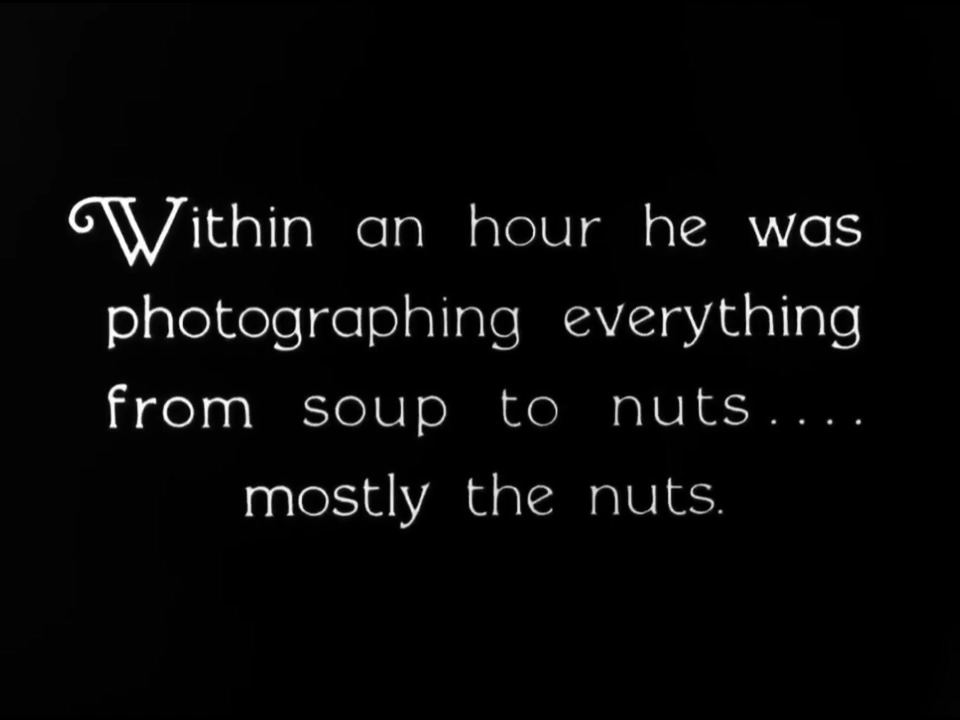 Within an hour he was
photographing everything
from soup to nuts....
mostly the nuts.